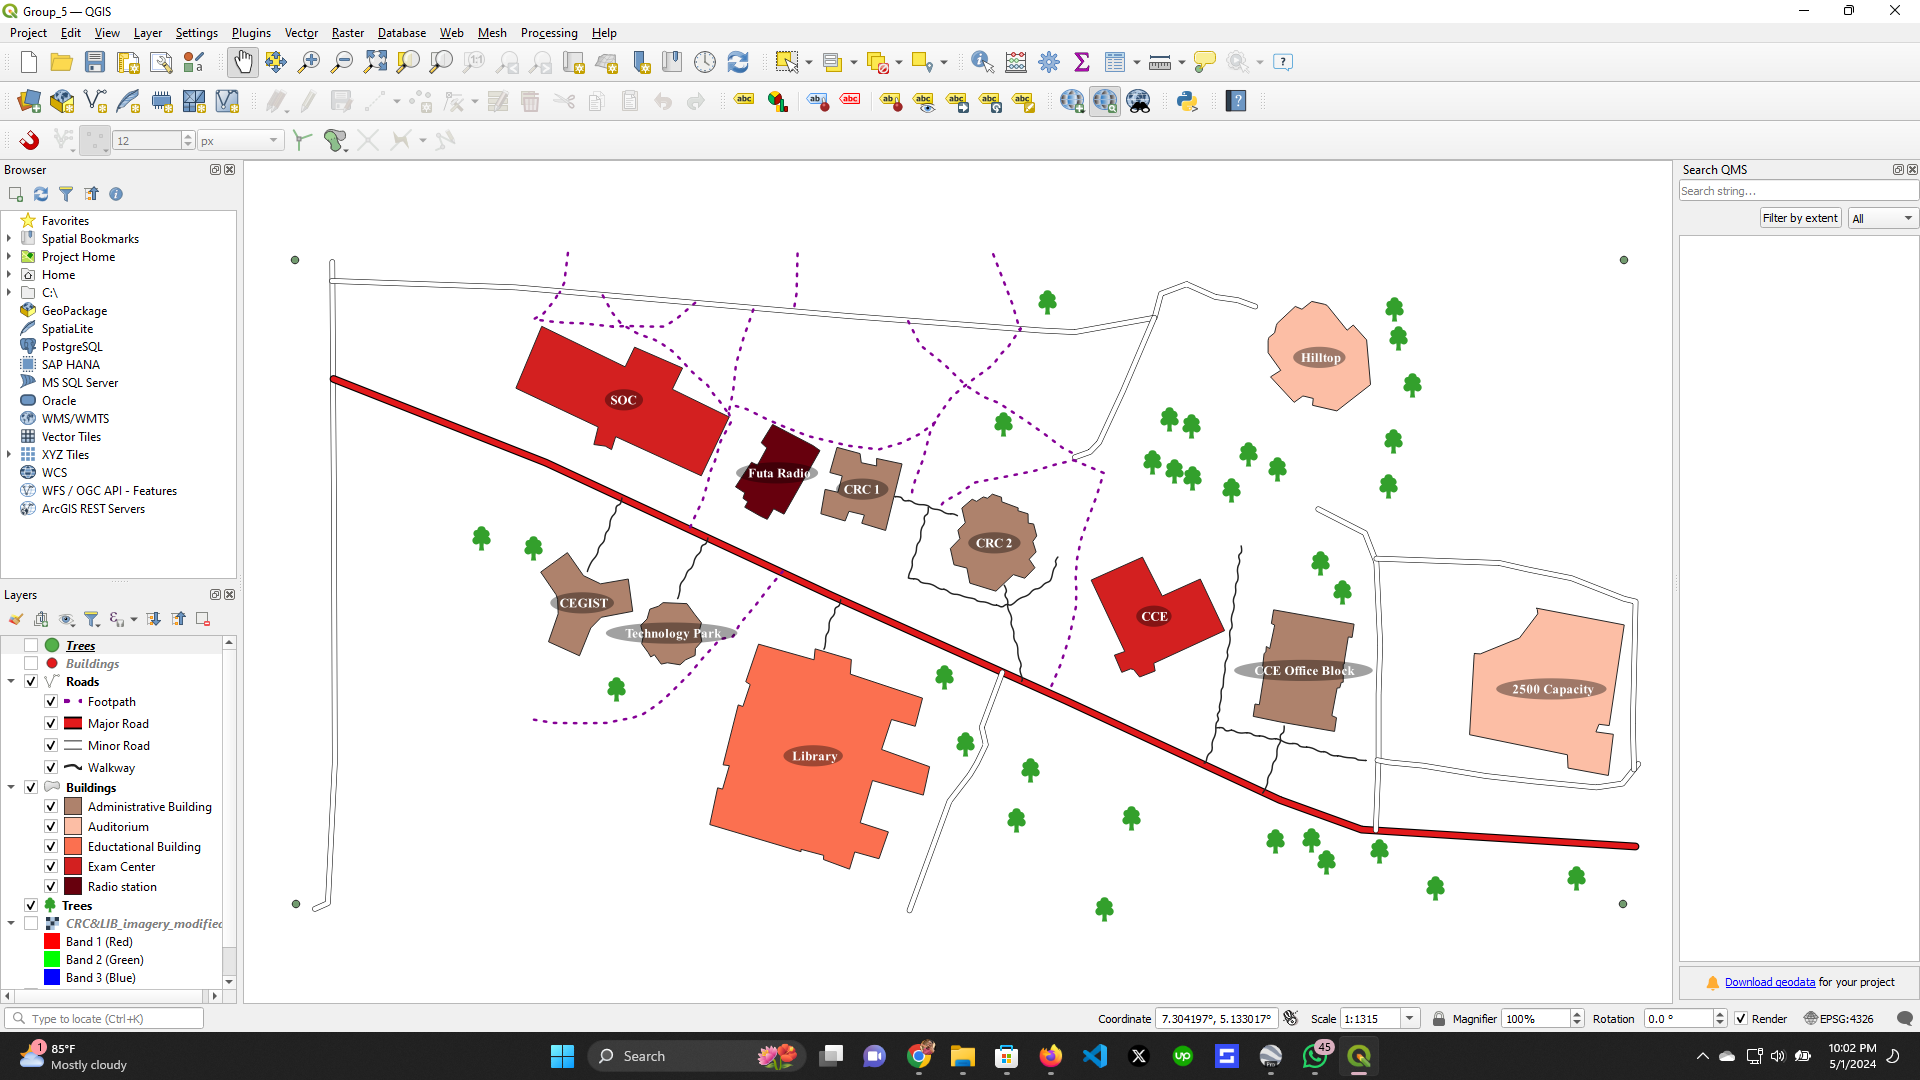 Group_5 — QGIS
Project Edit View Layer Settings Plugins Vector Raster Database Web Mesh Processing Help
12 px
Browser
Search QMS
Search string...
Filter by extent All
Favorites
Spatial Bookmarks
Project Home
Home
C:\
GeoPackage
SpatiaLite
PostgreSQL
SAP HANA
MS SQL Server
Oracle
WMS/WMTS
Vector Tiles
XYZ Tiles
WCS
WFS / OGC API - Features
ArcGIS REST Servers
Layers
Trees
Buildings
Roads
Footpath
Major Road
Minor Road
Walkway
Buildings
Administrative Building
Auditorium
Eductational Building
Exam Center
Radio station
Trees
CRC&LIB_imagery_modified
Band 1 (Red)
Band 2 (Green)
Band 3 (Blue)
Hilltop
SOC
Futa Radio
CRC 1
CRC 2
CEGIST
CCE
Technology Park
CCE Office Block
2500 Capacity
Library
Download geodata for your project
Type to locate (Ctrl+K)
Coordinate 7.304197°, 5.133017° Scale 1:1315 Magnifier 100% Rotation 0.0 ° Render EPSG:4326
1
85°F
Mostly cloudy
Search
45
10:02 PM
5/1/2024